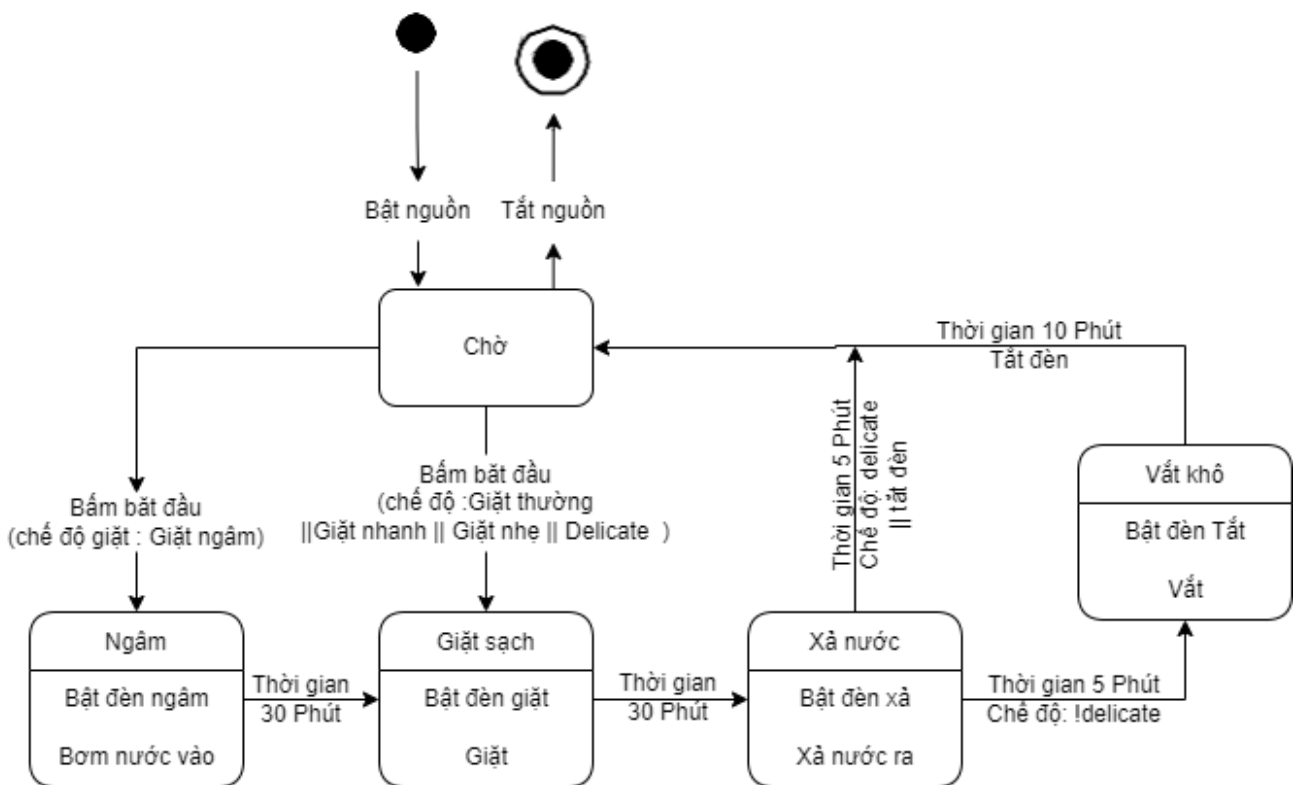 Bật nguồn
Tắt nguồn
Chờ
Thời gian 10 Phút
Tắt đèn
Bấm băt đầu
(chế độ giặt : Giặt ngâm)
Bấm băt đầu
(chế độ :Giặt thường
||Giặt nhanh || Giặt nhẹ || Delicate )
Thời gian 5 Phút
Chế độ: delicate
|| tắt đèn
Vắt khô
Bật đèn Tắt
Vắt
Ngâm
Bật đèn ngâm
Bơm nước vào
Thời gian
30 Phút
Giặt sạch
Bật đèn giặt
Giặt
Thời gian
30 Phút
Xả nước
Bật đèn xả
Xả nước ra
Thời gian 5 Phút
Chế độ: !delicate